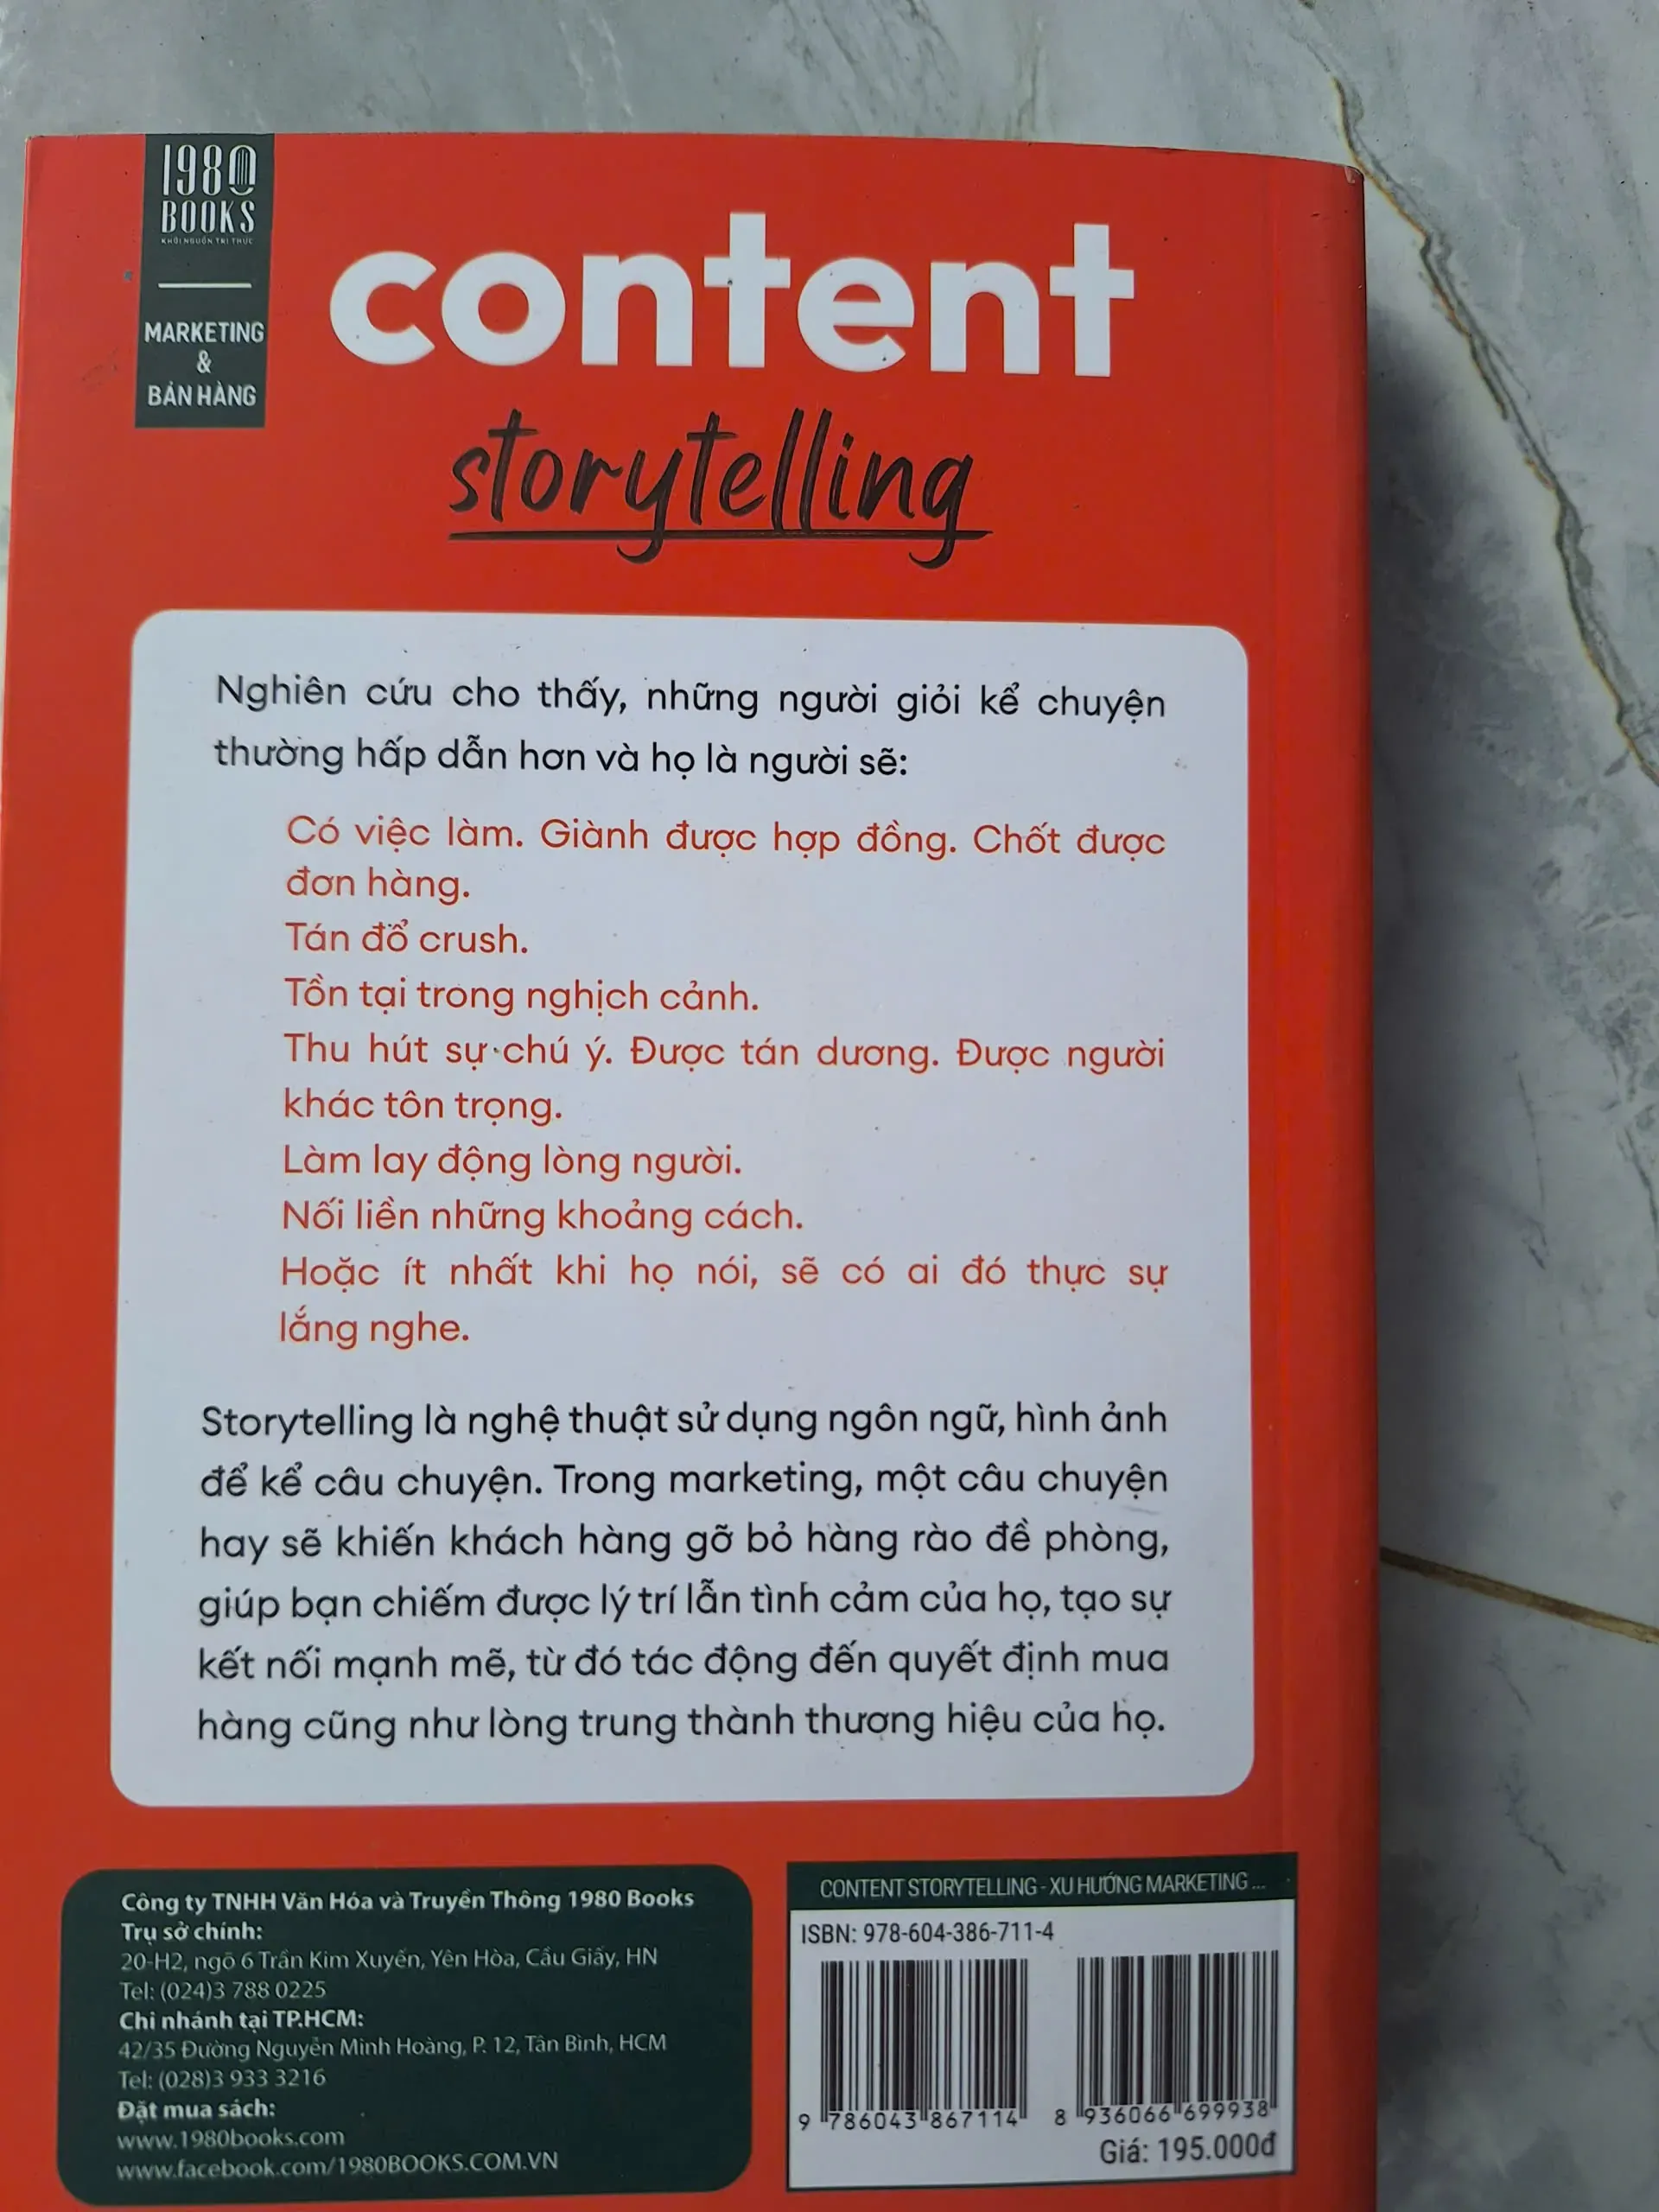 1980
BOOKS
KHƠI NGUỒN TRI THỨC
MARKETING
&
BÁN HÀNG
content
storytelling
Nghiên cứu cho thấy, những người giỏi kể chuyện
thường hấp dẫn hơn và họ là người sẽ:
Có việc làm. Giành được hợp đồng. Chốt được
đơn hàng.
Tán đổ crush.
Tồn tại trong nghịch cảnh.
Thu hút sự chú ý. Được tán dương. Được người
khác tôn trọng.
Làm lay động lòng người.
Nối liền những khoảng cách.
Hoặc ít nhất khi họ nói, sẽ có ai đó thực sự
lắng nghe.
Storytelling là nghệ thuật sử dụng ngôn ngữ, hình ảnh
để kể câu chuyện. Trong marketing, một câu chuyện
hay sẽ khiến khách hàng gỡ bỏ hàng rào đề phòng,
giúp bạn chiếm được lý trí lẫn tình cảm của họ, tạo sự
kết nối mạnh mẽ, từ đó tác động đến quyết định mua
hàng cũng như lòng trung thành thương hiệu của họ.
Công ty TNHH Văn Hóa và Truyền Thông 1980 Books
Trụ sở chính:
20-H2, ngõ 6 Trần Kim Xuyến, Yên Hòa, Cầu Giấy, HN
Tel: (024)3 788 0225
Chi nhánh tại TP.HCM:
42/35 Đường Nguyễn Minh Hoàng, P. 12, Tân Bình, HCM
Tel: (028)3 933 3216
Đặt mua sách:
www.1980books.com
www.facebook.com/1980BOOKS.COM.VN
CONTENT STORYTELLING - XU HƯỚNG MARKETING ...
ISBN: 978-604-386-711-4
9 786043 867114
8 936066 699938
Giá: 195.000đ